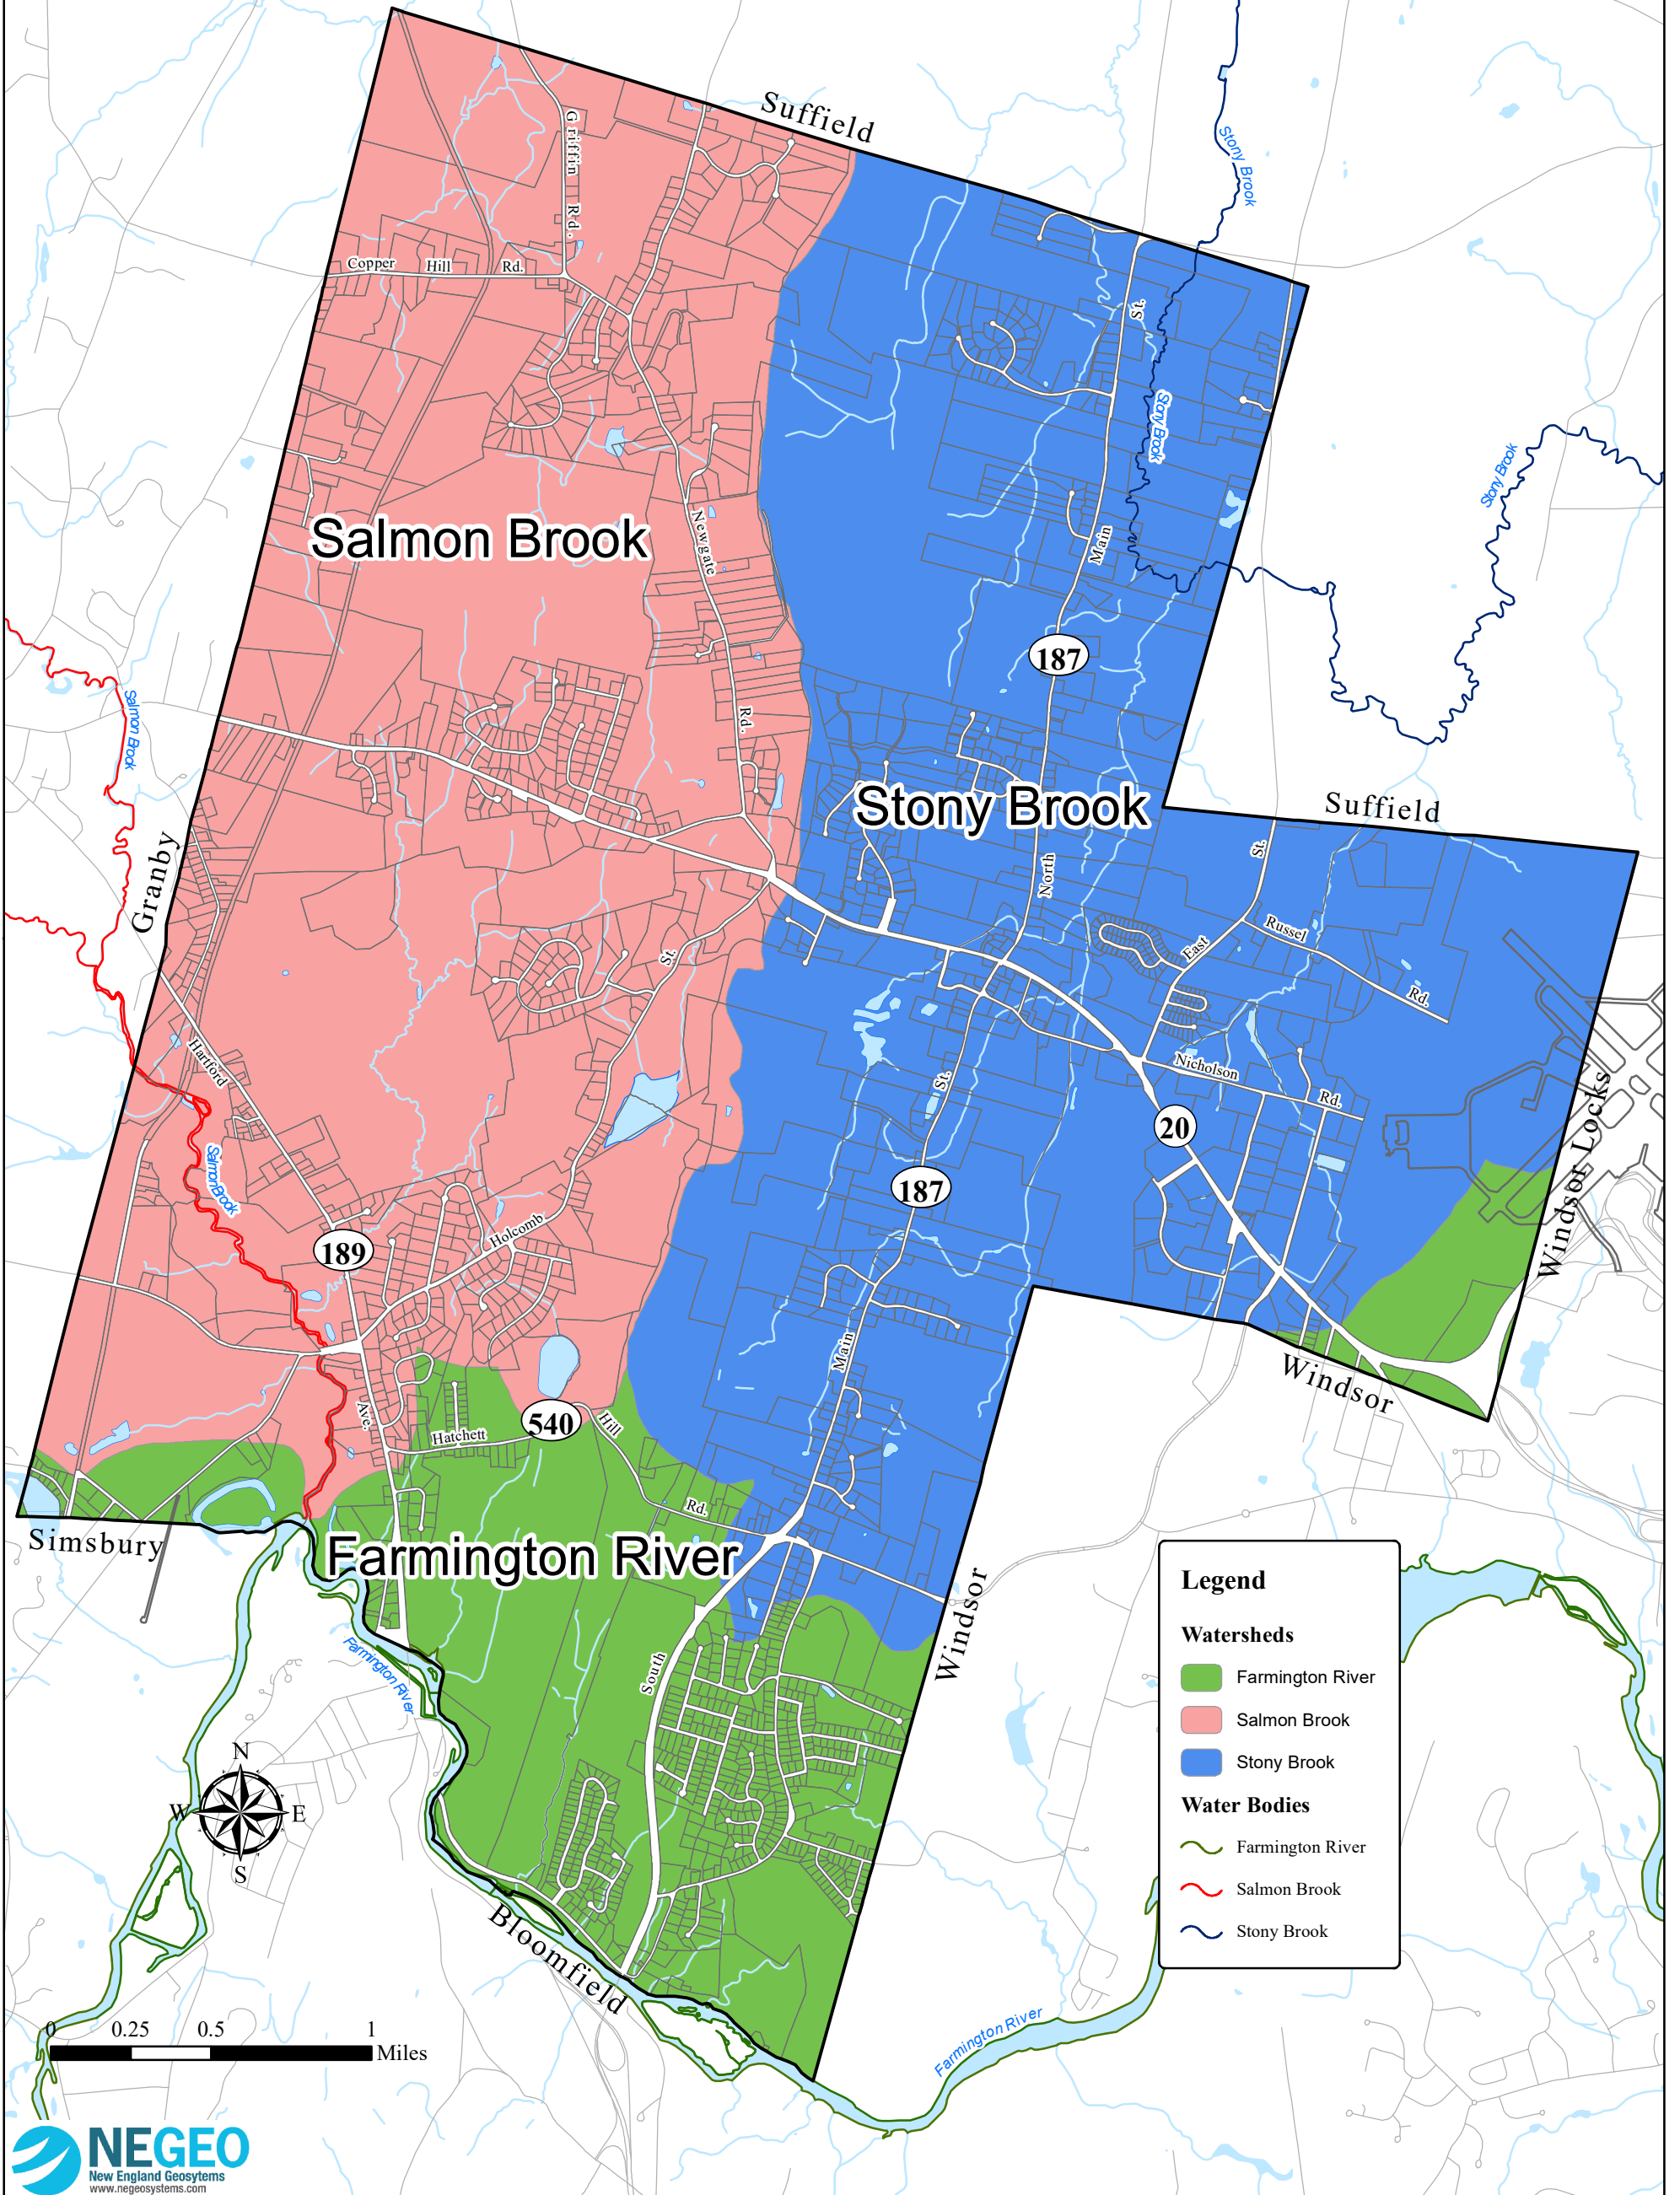 Suffield
Stony Brook
Griffin Rd.
Copper Hill Rd.
St.
Stony Brook
Stony Brook
Salmon Brook
Newgate
Main
187
Salmon Brook
Rd.
Stony Brook
Suffield
Granby
North
St.
Russel
East
St.
Rd.
Hartford
Nicholson
St.
Rd.
20
Windsor Locks
Salmon Brook
187
Holcomb
189
Main
Windsor
Ave.
540
Hill
Hatchett
Rd.
Simsbury
Farmington River
Windsor
Farmington River
South
Legend
Watersheds
Farmington River
Salmon Brook
Stony Brook
Water Bodies
Farmington River
Salmon Brook
Stony Brook
N
W E
S
Bloomfield
Farmington River
0 0.25 0.5 1
Miles
NEGEO
New England Geosytems
www.negeosystems.com